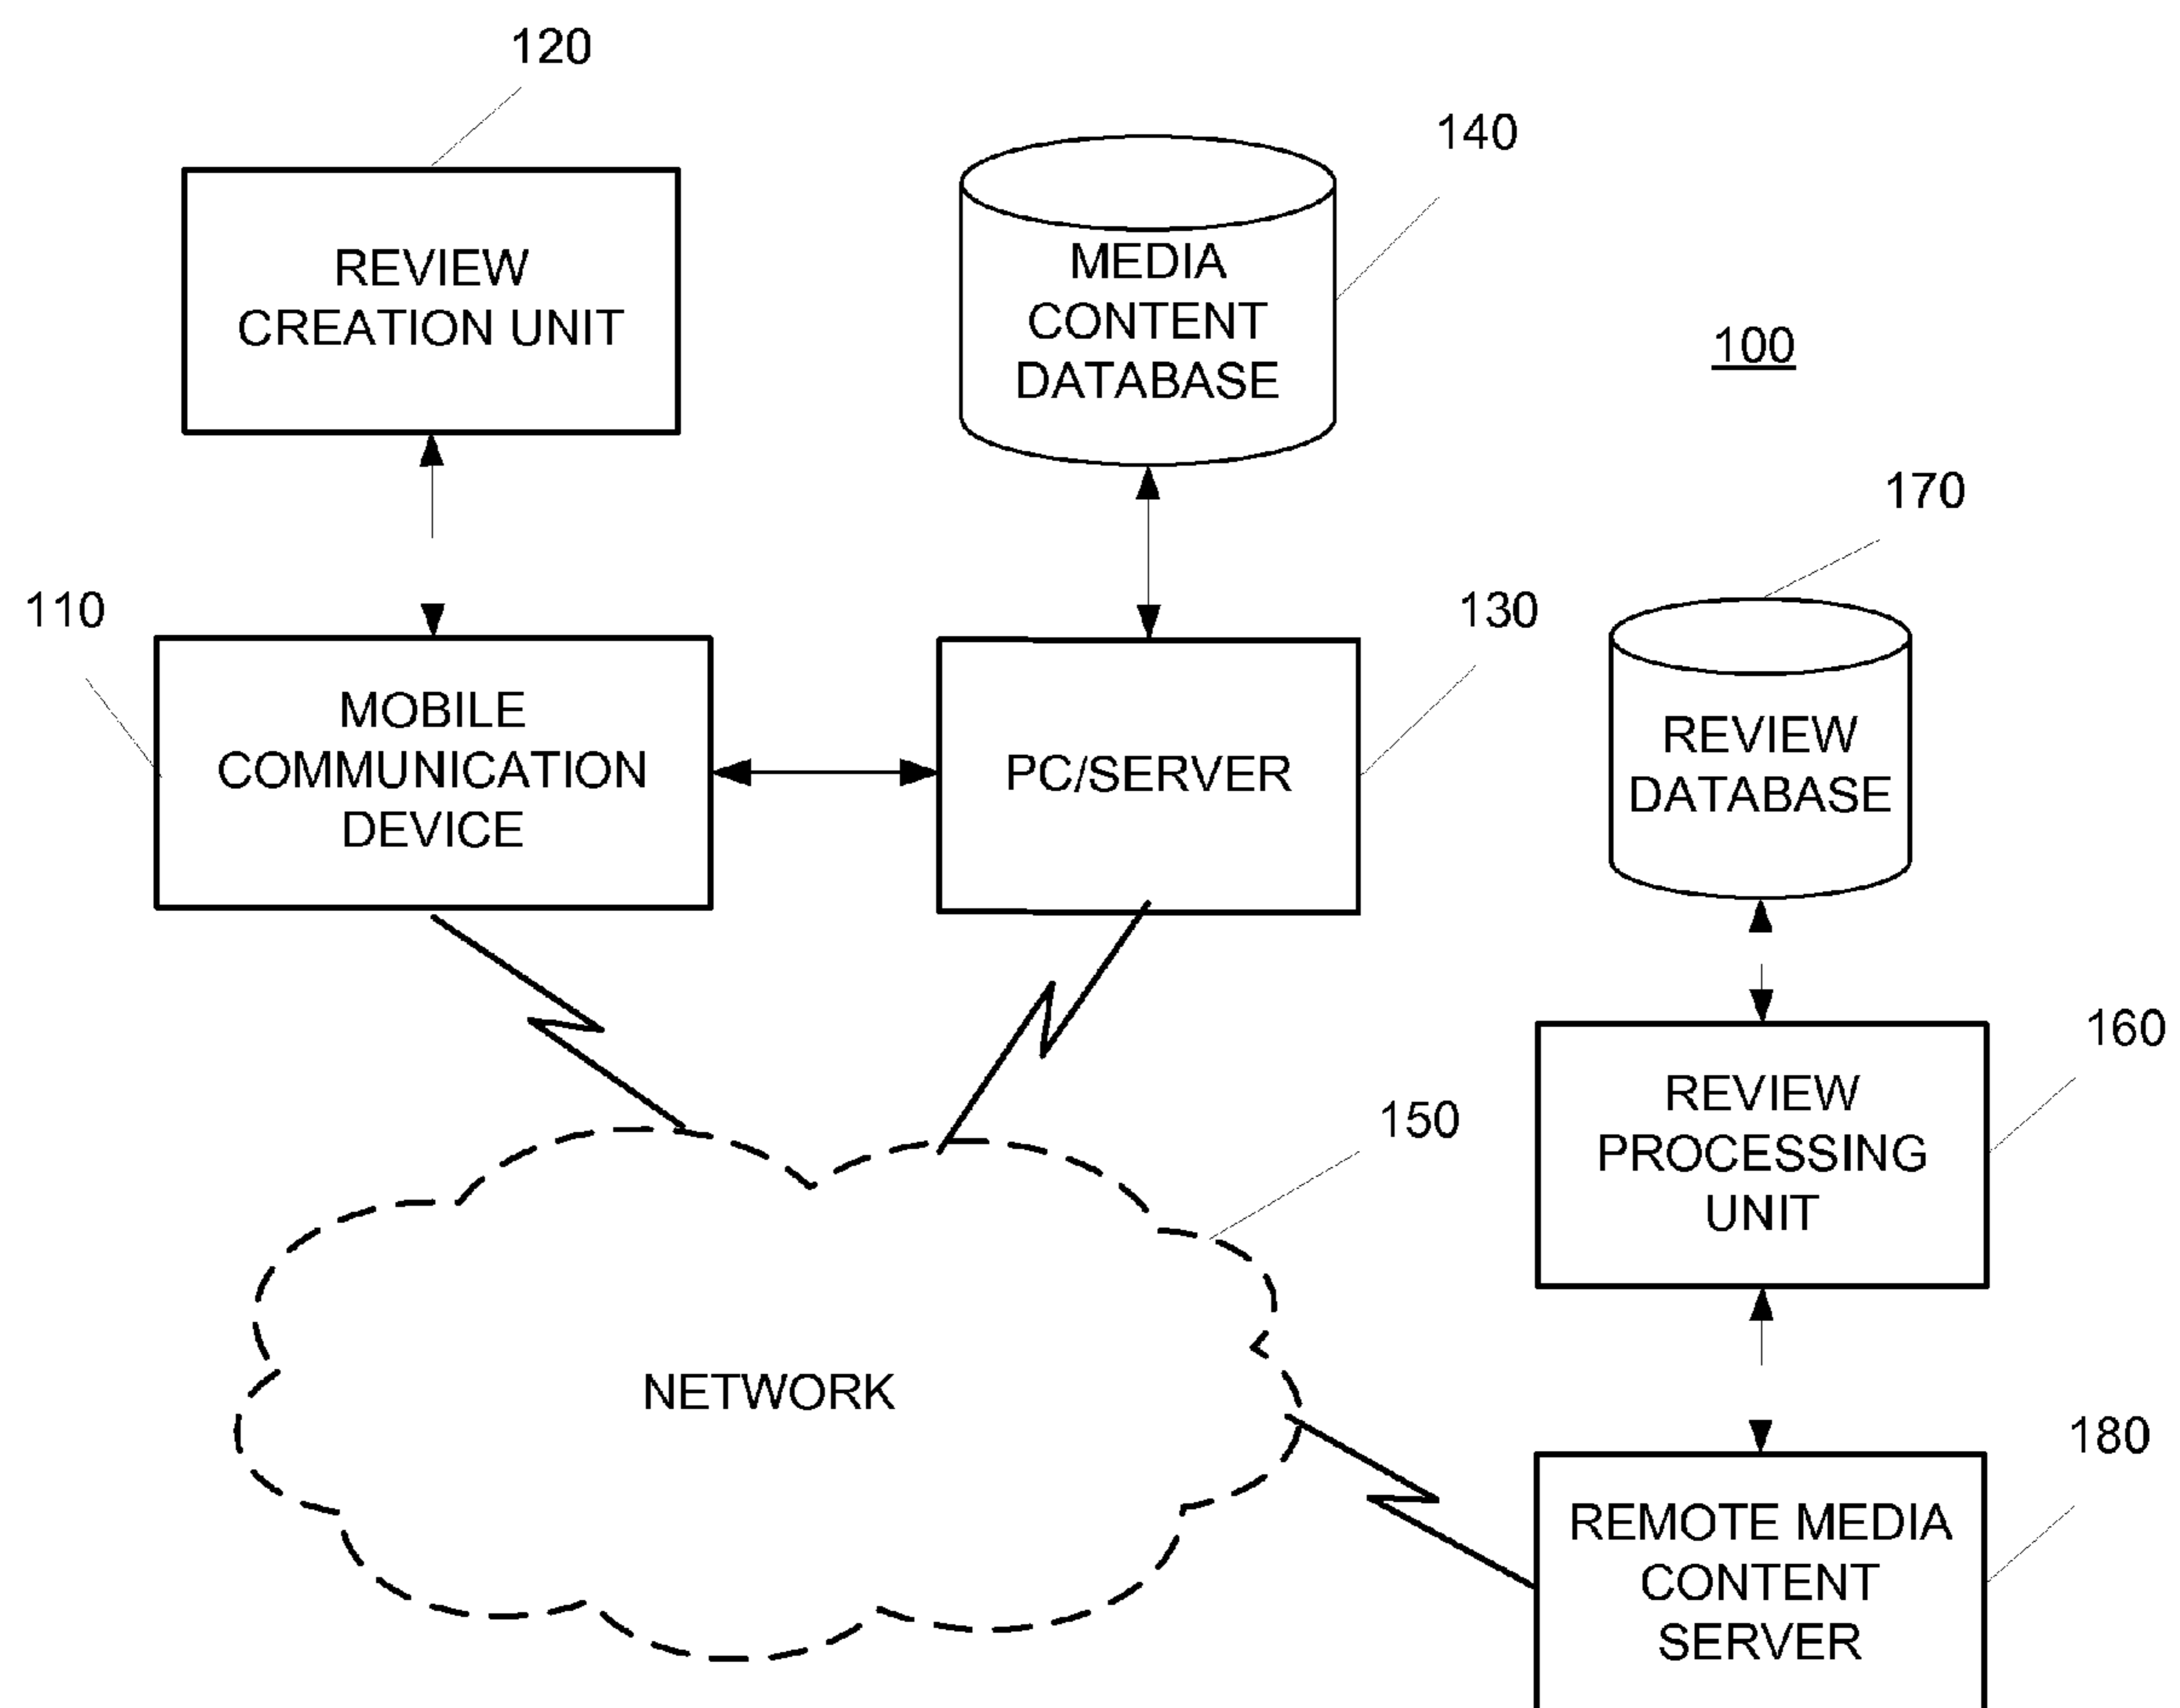 120
140
REVIEW
CREATION UNIT
MEDIA
CONTENT
DATABASE
100
170
110
130
MOBILE
COMMUNICATION
DEVICE
PC/SERVER
REVIEW
DATABASE
160
150
REVIEW
PROCESSING
UNIT
NETWORK
180
REMOTE MEDIA
CONTENT
SERVER